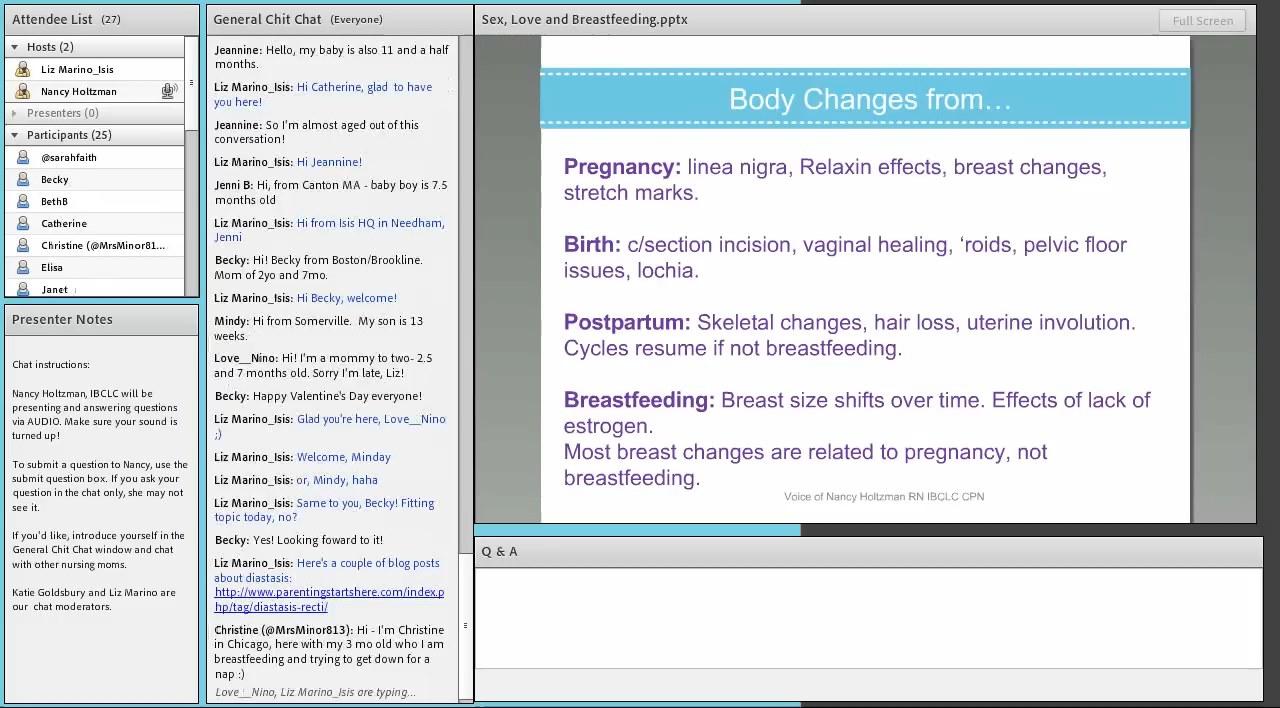 Attendee List (27)
Hosts (2)
Liz Marino_Isis
Nancy Holtzman
Presenters (0)
Participants (25)
@sarahfaith
Becky
BethB
Catherine
Christine (@MrsMinor81...
Elisa
Janet
Presenter Notes
Chat instructions:
Nancy Holtzman, IBCLC will be
presenting and answering questions
via AUDIO. Make sure your sound is
turned up!
To submit a question to Nancy, use the
submit question box. If you ask your
question in the chat only, she may not
see it.
If you'd like, introduce yourself in the
General Chit Chat window and chat
with other nursing moms.
Katie Goldsbury and Liz Marino are
our chat moderators.
General Chit Chat (Everyone)
Jeannine: Hello, my baby is also 11 and a half
months.
Liz Marino_Isis: Hi Catherine, glad to have
you here!
Jeannine: So I'm almost aged out of this
conversation!
Liz Marino_Isis: Hi Jeannine!
Jenni B: Hi, from Canton MA - baby boy is 7.5
months old
Liz Marino_Isis: Hi from Isis HQ in Needham,
Jenni
Becky: Hi! Becky from Boston/Brookline.
Mom of 2yo and 7mo.
Liz Marino_Isis: Hi Becky, welcome!
Mindy: Hi from Somerville. My son is 13
weeks.
Love__Nino: Hi! I'm a mommy to two- 2.5
and 7 months old. Sorry I'm late, Liz!
Becky: Happy Valentine's Day everyone!
Liz Marino_Isis: Glad you're here, Love__Nino
;)
Liz Marino_Isis: Welcome, Minday
Liz Marino_Isis: or, Mindy, haha
Liz Marino_Isis: Same to you, Becky! Fitting
topic today, no?
Becky: Yes! Looking foward to it!
Liz Marino_Isis: Here's a couple of blog posts
about diastasis:
http://www.parentingstartshere.com/index.p
hp/tag/diastasis-recti/
Christine (@MrsMinor813): Hi - I'm Christine
in Chicago, here with my 3 mo old who I am
breastfeeding and trying to get down for a
nap :)
Love__Nino, Liz Marino_Isis are typing...
Sex, Love and Breastfeeding.pptx
Full Screen
Body Changes from…
Pregnancy: linea nigra, Relaxin effects, breast changes,
stretch marks.
Birth: c/section incision, vaginal healing, ‘roids, pelvic floor
issues, lochia.
Postpartum: Skeletal changes, hair loss, uterine involution.
Cycles resume if not breastfeeding.
Breastfeeding: Breast size shifts over time. Effects of lack of
estrogen.
Most breast changes are related to pregnancy, not
breastfeeding.
Voice of Nancy Holtzman RN IBCLC CPN
Q & A